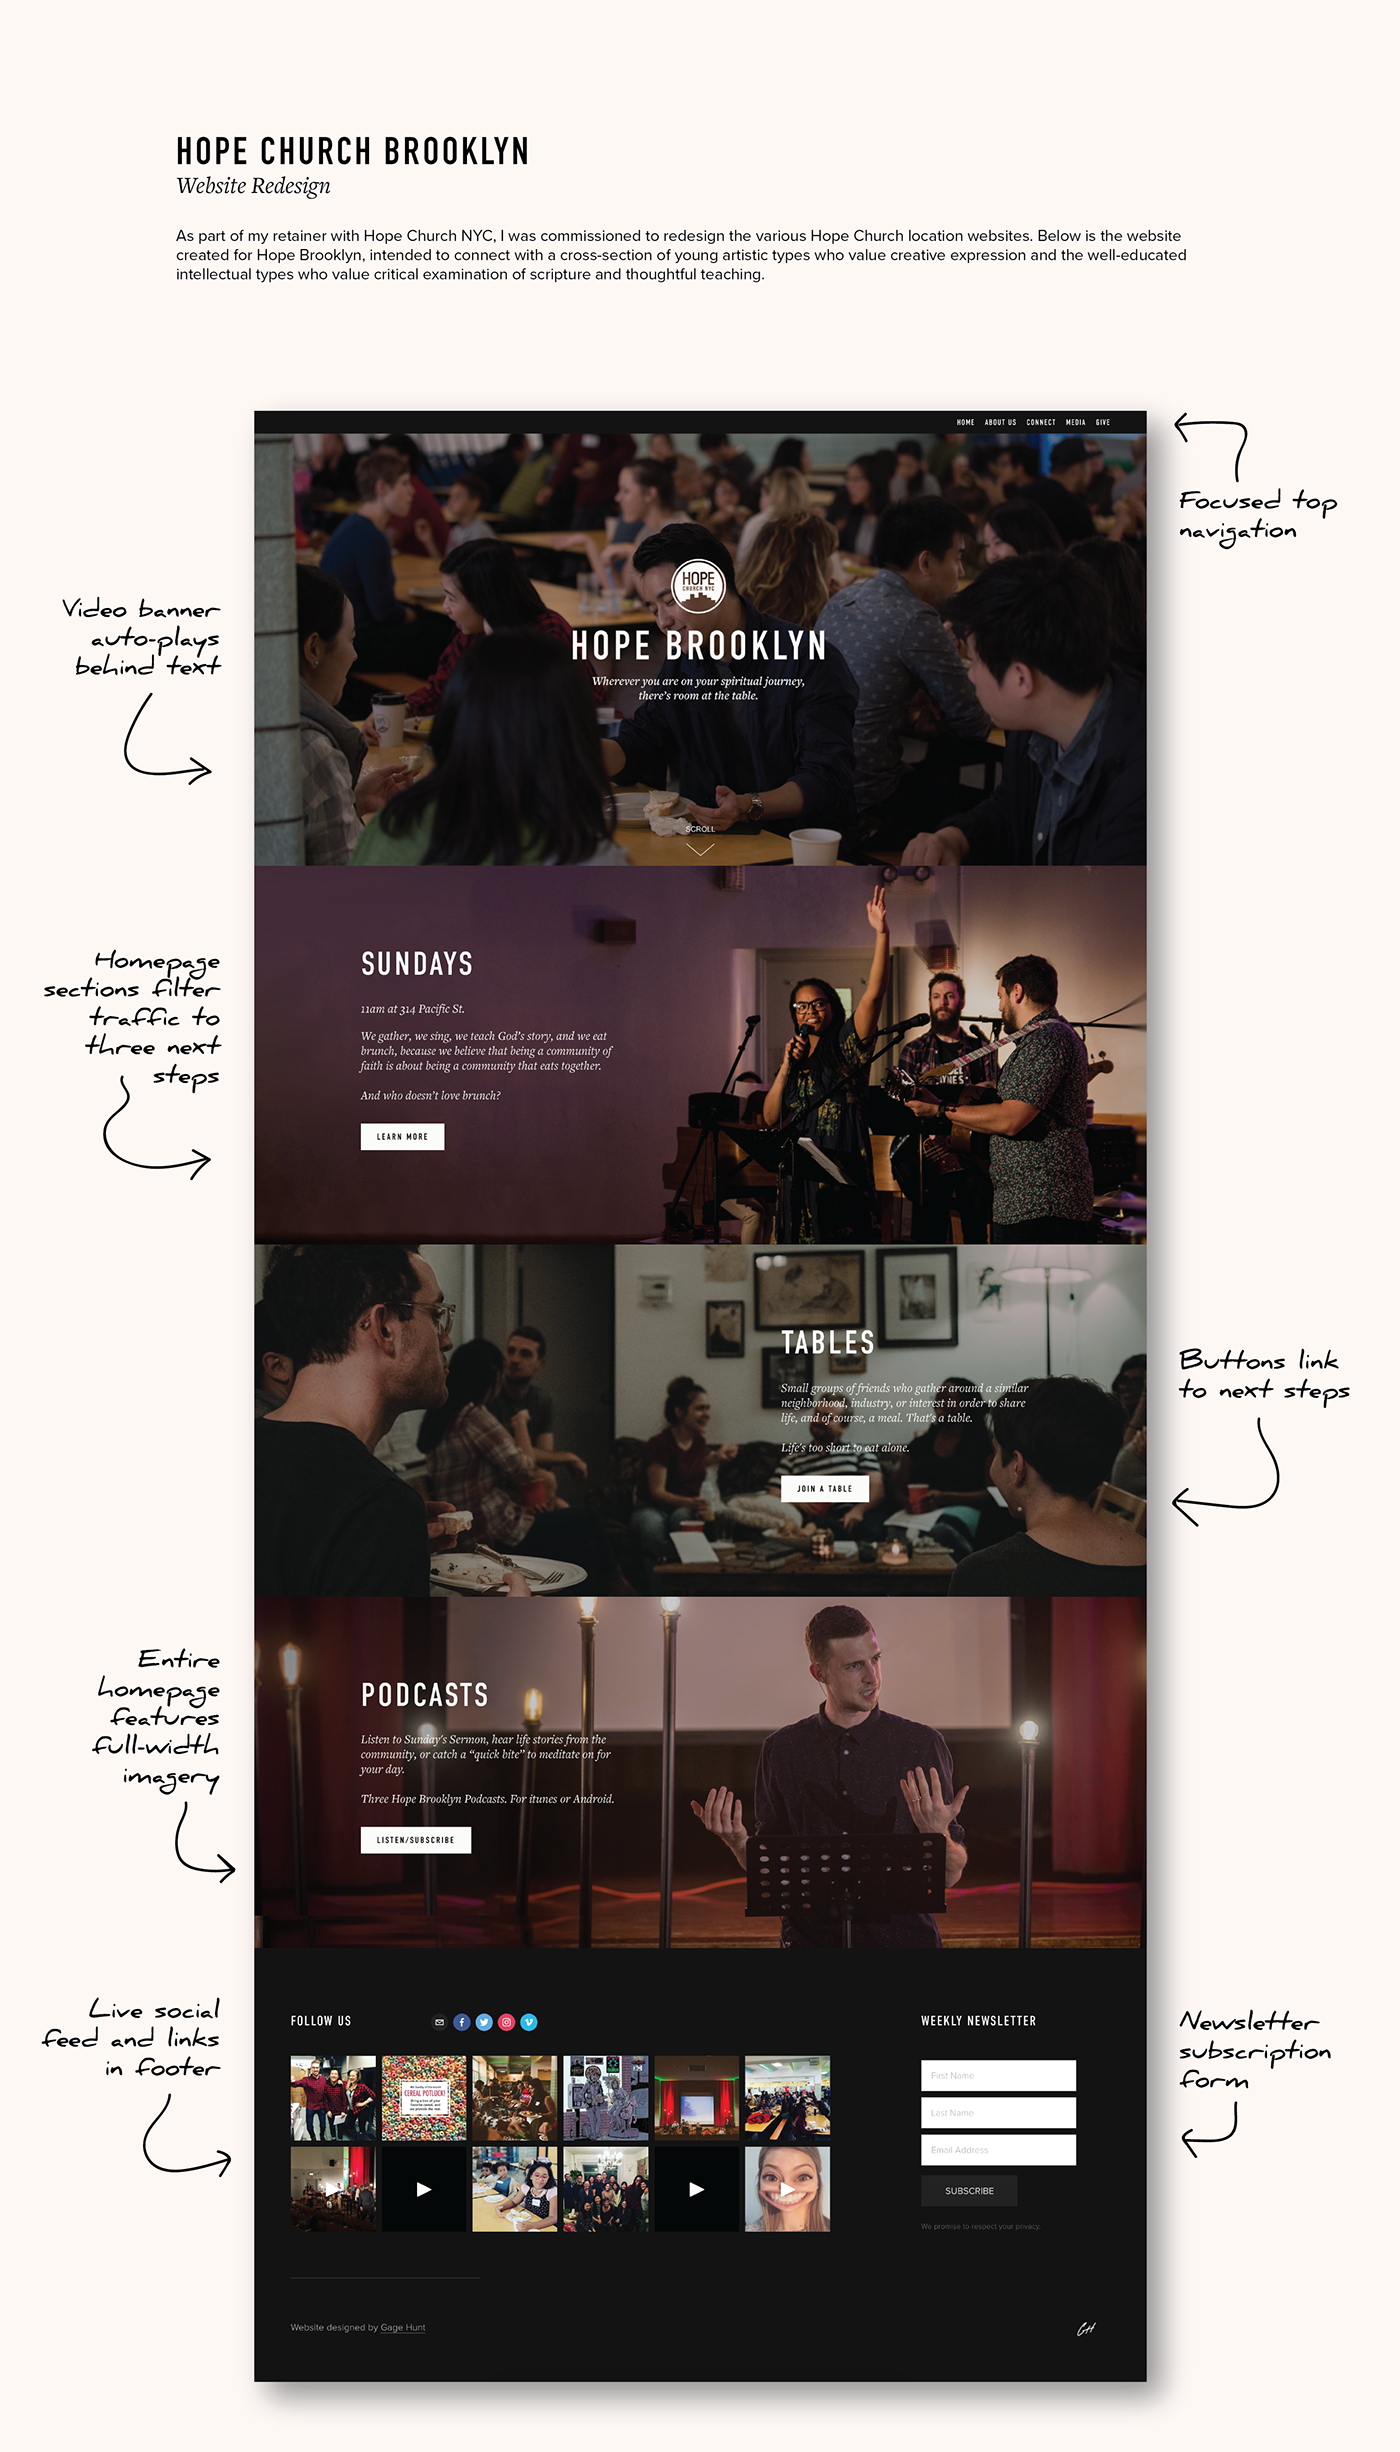 HOPE CHURCH BROOKLYN
Website Redesign
As part of my retainer with Hope Church NYC, I was commissioned to redesign the various Hope Church location websites. Below is the website
created for Hope Brooklyn, intended to connect with a cross-section of young artistic types who value creative expression and the well-educated
intellectual types who value critical examination of scripture and thoughtful teaching.
HOME ABOUT US CONNECT MEDIA GIVE
Focused top
navigation
Video banner
auto-plays
behind text
HOPE
CHURCH NYC
HOPE BROOKLYN
Wherever you are on your spiritual journey,
there's room at the table.
SCROLL
Homepage
sections filter
traffic to
three next
steps
SUNDAYS
11am at 314 Pacific St.
We gather, we sing, we teach God's story, and we eat
brunch, because we believe that being a community of
faith is about being a community that eats together.
And who doesn't love brunch?
LEARN MORE
TABLES
Small groups of friends who gather around a similar
neighborhood, industry, or interest in order to share
life, and of course, a meal. That's a table.
Life's too short to eat alone.
JOIN A TABLE
Buttons link
to next steps
Entire
homepage
features
full-width
imagery
PODCASTS
Listen to Sunday's Sermon, hear life stories from the
community, or catch a “quick bite” to meditate on for
your day.
Three Hope Brooklyn Podcasts. For itunes or Android.
LISTEN/SUBSCRIBE
Live social
feed and links
in footer
FOLLOW US
CEREAL POTLUCK!
WEEKLY NEWSLETTER
First Name
Last Name
Email Address
SUBSCRIBE
We promise to respect your privacy.
Newsletter
subscription
form
Website designed by Gage Hunt
GH